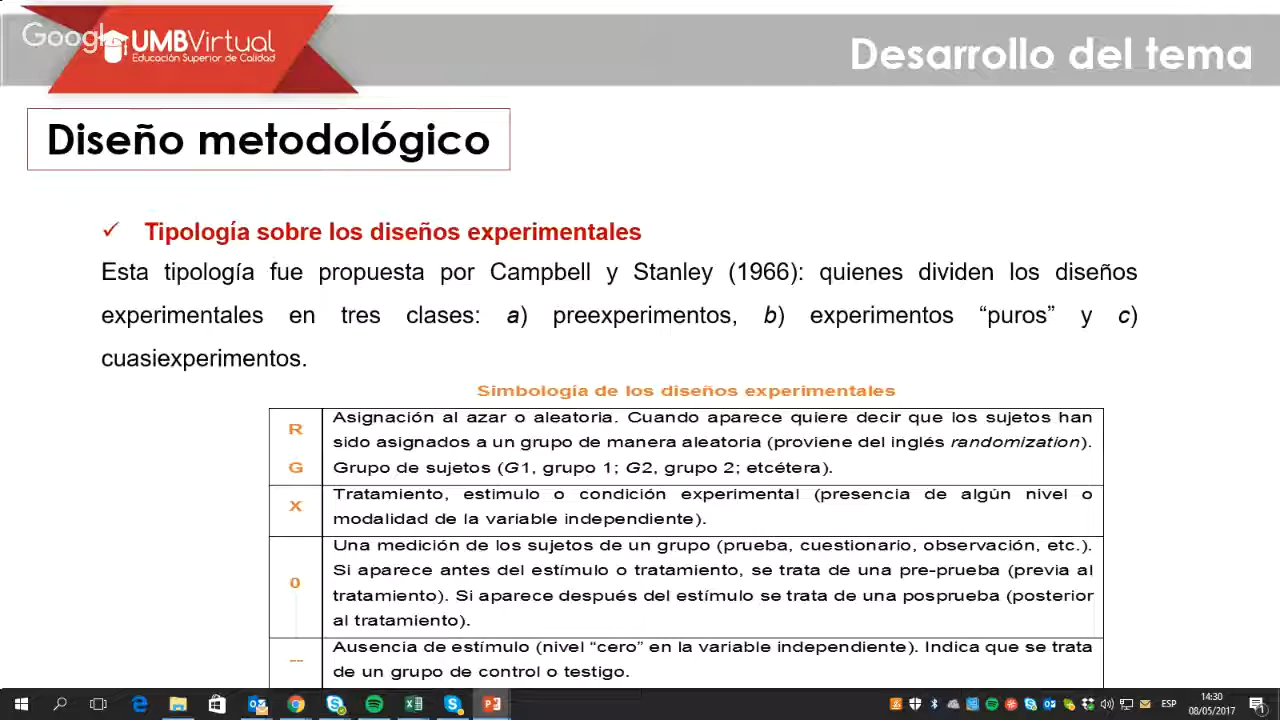 Google
UMBVirtual
Educación Superior de Calidad
Desarrollo del tema
Diseño metodológico
✓ Tipología sobre los diseños experimentales
Esta tipología fue propuesta por Campbell y Stanley (1966): quienes dividen los diseños
experimentales en tres clases: a) preexperimentos, b) experimentos “puros” y c)
cuasiexperimentos.
Simbología de los diseños experimentales
R Asignación al azar o aleatoria. Cuando aparece quiere decir que los sujetos han
sido asignados a un grupo de manera aleatoria (proviene del inglés randomization).
G Grupo de sujetos (G1, grupo 1; G2, grupo 2; etcétera).
X Tratamiento, estimulo o condición experimental (presencia de algún nivel o
modalidad de la variable independiente).
0 Una medición de los sujetos de un grupo (prueba, cuestionario, observación, etc.).
Si aparece antes del estímulo o tratamiento, se trata de una pre-prueba (previa al
tratamiento). Si aparece después del estímulo se trata de una posprueba (posterior
al tratamiento).
-- Ausencia de estímulo (nivel “cero” en la variable independiente). Indica que se trata
de un grupo de control o testigo.
ESP
14:30
08/05/2017
1